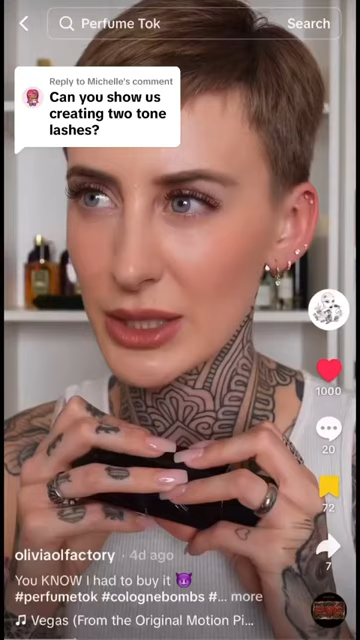 Perfume Tok Search
Reply to Michelle's comment
Can you show us
creating two tone
lashes?
1000
20
72
7
oliviaolfactory · 4d ago
You KNOW I had to buy it 😈
#perfumetok #colognebombs #... more
Vegas (From the Original Motion Pi...